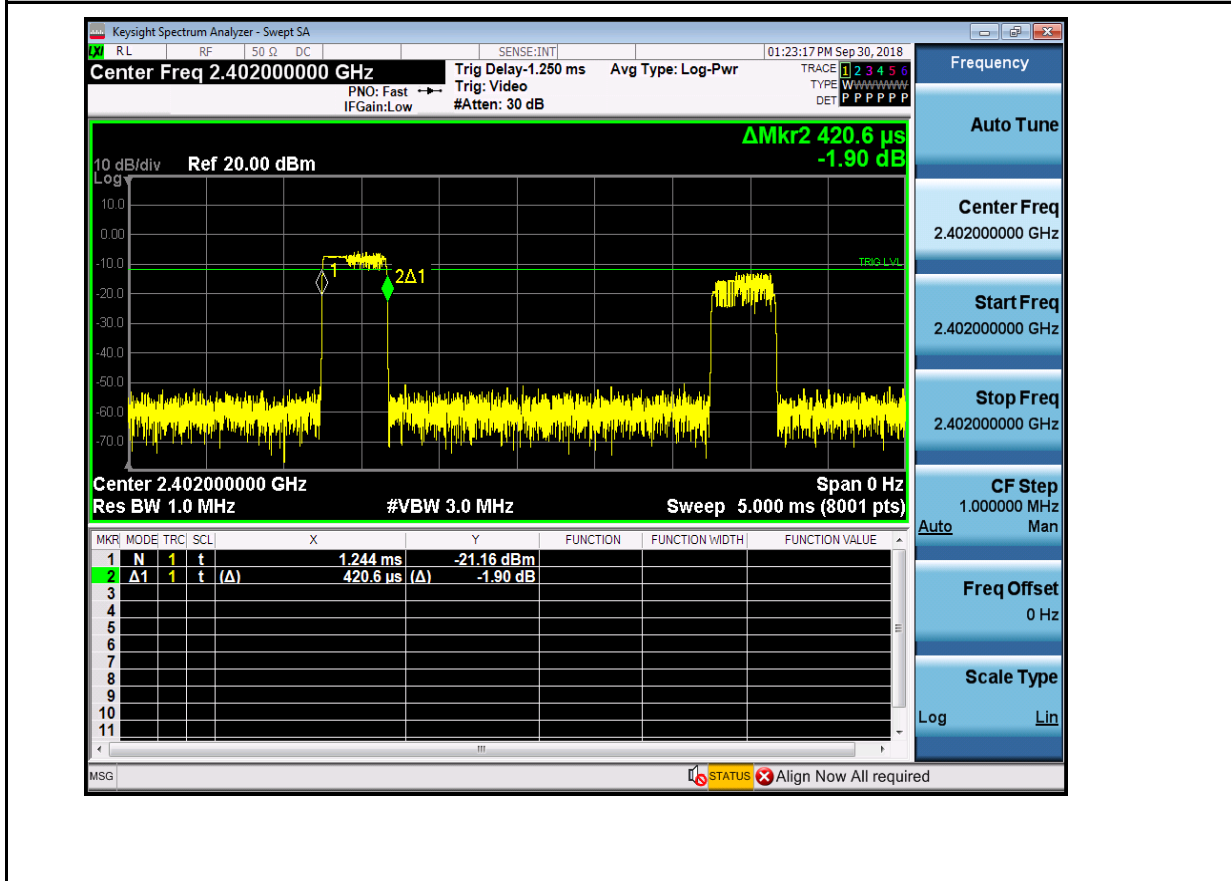 Keysight Spectrum Analyzer - Swept SA
LXI RL RF 50 Ω DC SENSE:INT 01:23:17 PM Sep 30, 2018
Center Freq 2.402000000 GHz
PNO: Fast
IFGain:Low
Trig Delay-1.250 ms
Trig: Video
#Atten: 30 dB
Avg Type: Log-Pwr
TRACE 1 2 3 4 5 6
TYPE WWWWWW
DET P P P P P P
ΔMkr2 420.6 µs
-1.90 dB
10 dB/div Ref 20.00 dBm
Log
10.0
0.00
-10.0
-20.0
-30.0
-40.0
-50.0
-60.0
-70.0
1
2Δ1
TRIG LVL
Center 2.402000000 GHz Span 0 Hz
Res BW 1.0 MHz #VBW 3.0 MHz Sweep 5.000 ms (8001 pts)
MKR MODE TRC SCL X Y FUNCTION FUNCTION WIDTH FUNCTION VALUE
1 N 1 t 1.244 ms -21.16 dBm
2 Δ1 1 t (Δ) 420.6 µs (Δ) -1.90 dB
3
4
5
6
7
8
9
10
11
MSG STATUS Align Now All required
Frequency
Auto Tune
Center Freq
2.402000000 GHz
Start Freq
2.402000000 GHz
Stop Freq
2.402000000 GHz
CF Step
1.000000 MHz
Auto Man
Freq Offset
0 Hz
Scale Type
Log Lin